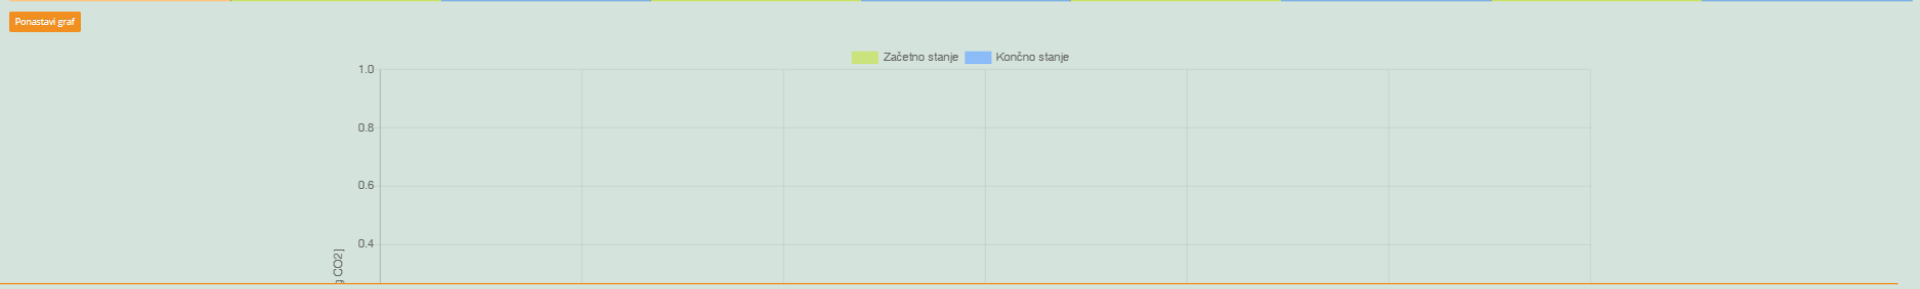 Ponastavi graf
Začetno stanje Končno stanje
1.0
0.8
0.6
0.4
g CO2]